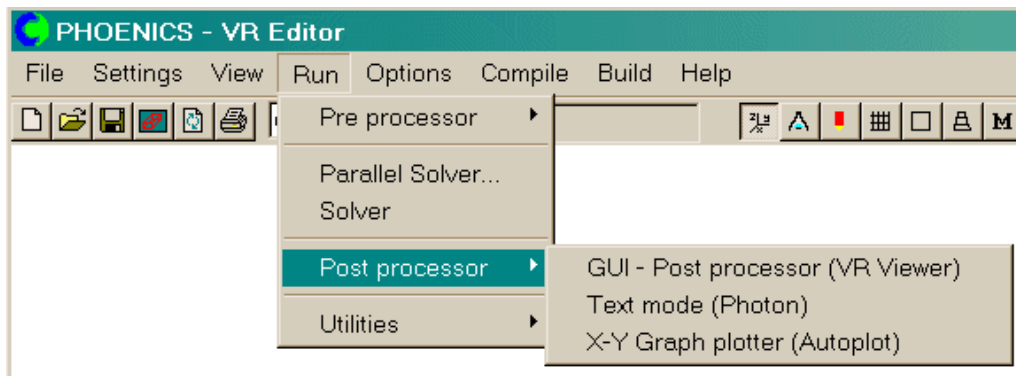 PHOENICS - VR Editor
File Settings View Run Options Compile Build Help
M
Pre processor
Parallel Solver...
Solver
Post processor
GUI - Post processor (VR Viewer)
Text mode (Photon)
X-Y Graph plotter (Autoplot)
Utilities